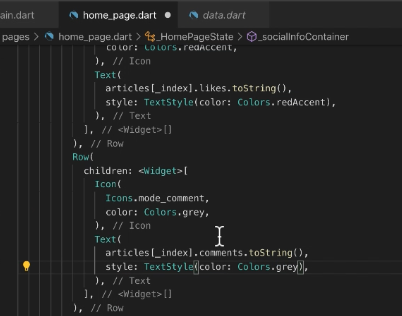 ain.dart
home_page.dart
data.dart
pages > home_page.dart > _HomePageState > _socialInfoContainer
color: Colors.redAccent,
), // Icon
Text(
articles[_index].likes.toString(),
style: TextStyle(color: Colors.redAccent),
), // Text
], // <Widget>[]
), // Row
Row(
children: <Widget>[
Icon(
Icons.mode_comment,
color: Colors.grey,
), // Icon
Text(
articles[_index].comments.toString(),
style: TextStyle(color: Colors.grey),
), // Text
], // <Widget>[]
), // Row